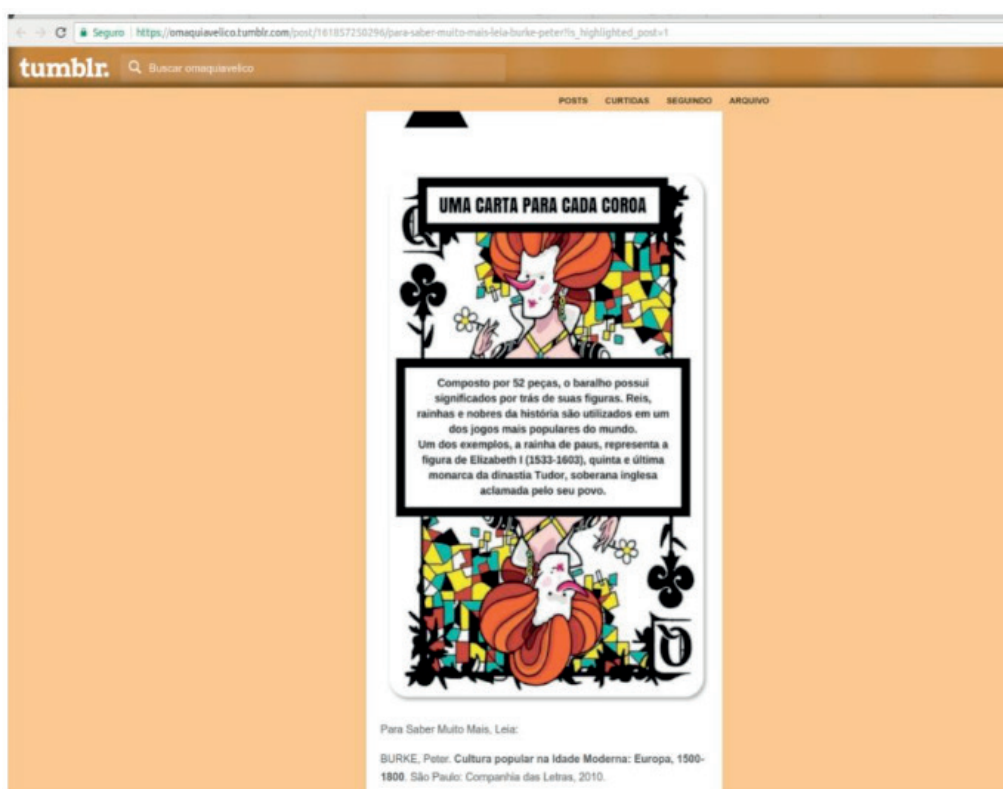 Seguro | https://omaquiavelico.tumblr.com/post/161857250296/para-saber-muito-mais-leia-burke-peter?is_highlighted_post=1
tumblr. Buscar omaquiavelico
POSTS CURTIDAS SEGUINDO ARQUIVO
UMA CARTA PARA CADA COROA
Q
Composto por 52 peças, o baralho possui
significados por trás de suas figuras. Reis,
rainhas e nobres da história são utilizados em um
dos jogos mais populares do mundo.
Um dos exemplos, a rainha de paus, representa a
figura de Elizabeth I (1533-1603), quinta e última
monarca da dinastia Tudor, soberana inglesa
aclamada pelo seu povo.
Q
Para Saber Muito Mais, Leia:
BURKE, Peter. Cultura popular na Idade Moderna: Europa, 1500-
1800. São Paulo: Companhia das Letras, 2010.